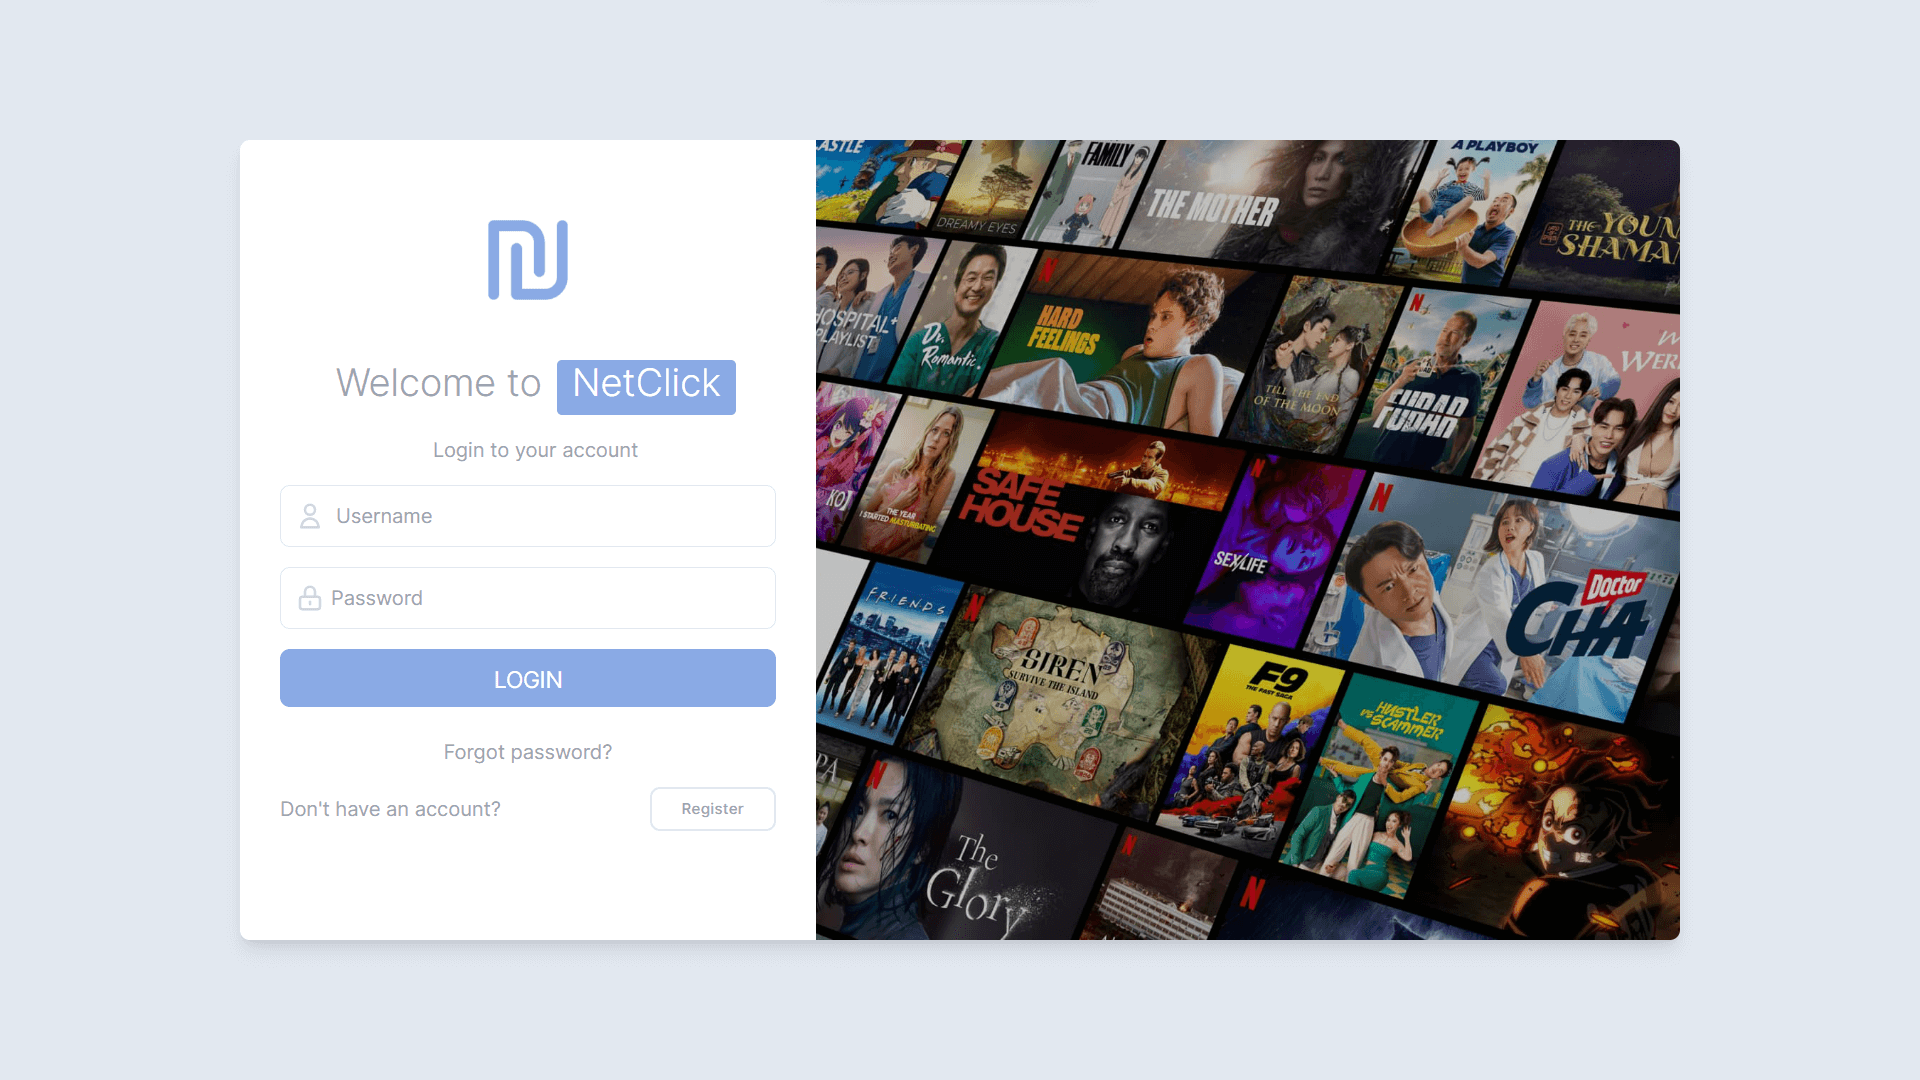 Welcome to NetClick
Login to your account
Username
Password
LOGIN
Forgot password?
Don't have an account?
Register
CASTLE
DREAMY EYES
FAMILY
THE MOTHER
A PLAYBOY
THE YOUN
SHAMAN
HOSPITAL
PLAYLIST
Dr.
Romantic
HARD
FEELINGS
TILL THE END
OF THE MOON
WER
THE YEAR
I STARTED MASTURBATING
SAFE
HOUSE
SEX/LIFE
Doctor
CHA
FRIENDS
SIREN
SURVIVE THE ISLAND
F9
THE FAST SAGA
HUSTLER
VS SCAMMER
The
Glory